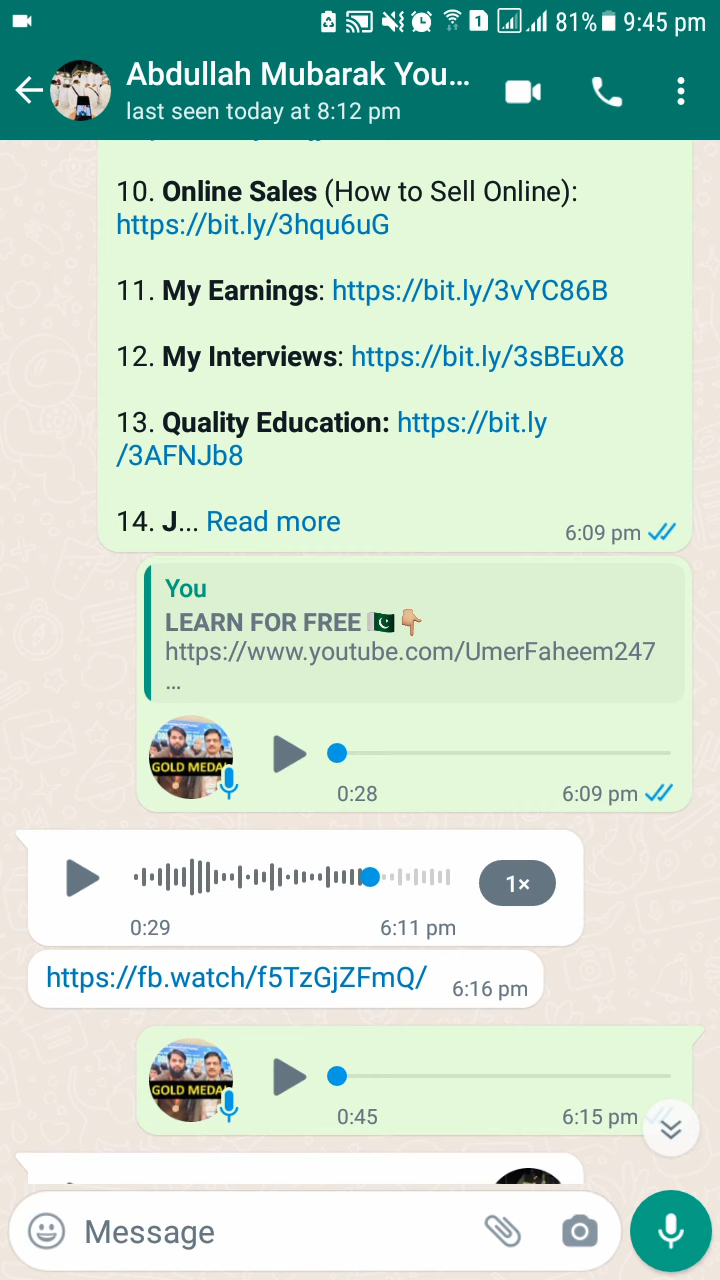 1 81% 9:45 pm
Abdullah Mubarak You...
last seen today at 8:12 pm
10. Online Sales (How to Sell Online):
https://bit.ly/3hqu6uG
11. My Earnings: https://bit.ly/3vYC86B
12. My Interviews: https://bit.ly/3sBEuX8
13. Quality Education: https://bit.ly
/3AFNJb8
14. J... Read more
6:09 pm
You
LEARN FOR FREE 🇵🇰👇🏼
https://www.youtube.com/UmerFaheem247
...
GOLD MEDAL
0:28 6:09 pm
1×
0:29 6:11 pm
https://fb.watch/f5TzGjZFmQ/ 6:16 pm
GOLD MEDAL
0:45 6:15 pm
Message